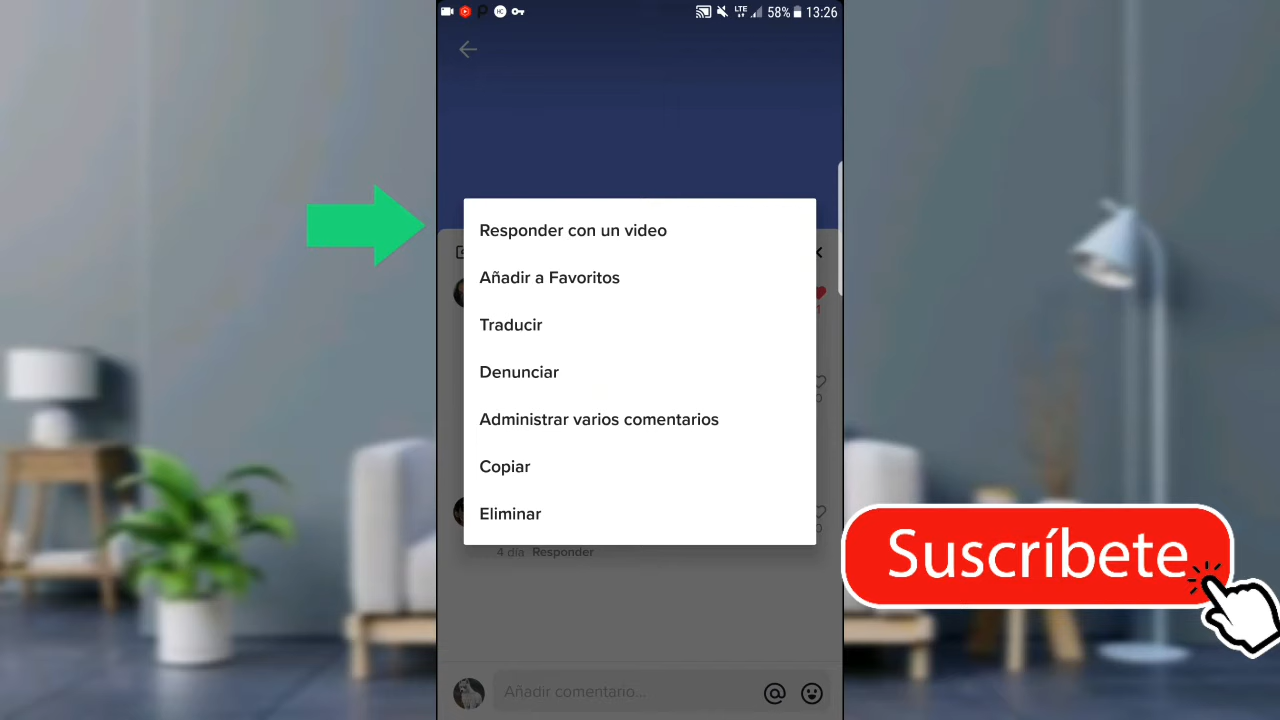 LTE 58% 13:26
Responder con un video
Añadir a Favoritos
Traducir
Denunciar
Administrar varios comentarios
Copiar
Eliminar
4 día Responder
Añadir comentario...
Suscríbete